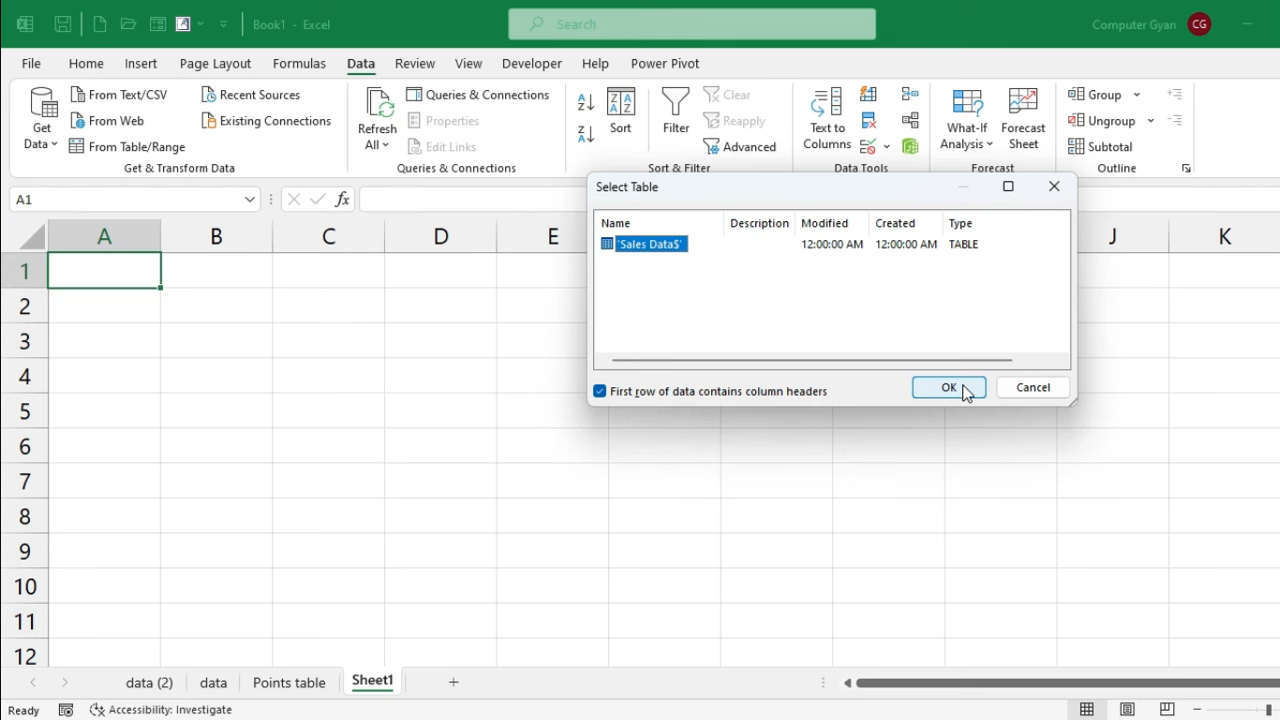 Book1 - Excel
Search
Computer Gyan
CG
File Home Insert Page Layout Formulas Data Review View Developer Help Power Pivot
Get Data
From Text/CSV
From Web
From Table/Range
Recent Sources
Existing Connections
Get & Transform Data
Refresh All
Queries & Connections
Properties
Edit Links
Queries & Connections
Sort
Filter
Clear
Reapply
Advanced
Sort & Filter
Text to Columns
Data Tools
What-If Analysis
Forecast Sheet
Forecast
Group
Ungroup
Subtotal
Outline
A1
fx
Select Table
Name Description Modified Created Type
'Sales Data$' 12:00:00 AM 12:00:00 AM TABLE
First row of data contains column headers
OK Cancel
A B C D E J K
1
2
3
4
5
6
7
8
9
10
11
12
data (2) data Points table Sheet1
Ready
Accessibility: Investigate